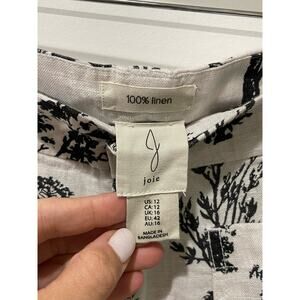 100% linen
J
joie
US: 12
CA: 12
UK: 16
EU: 42
AU: 16
MADE IN
BANGLADESH